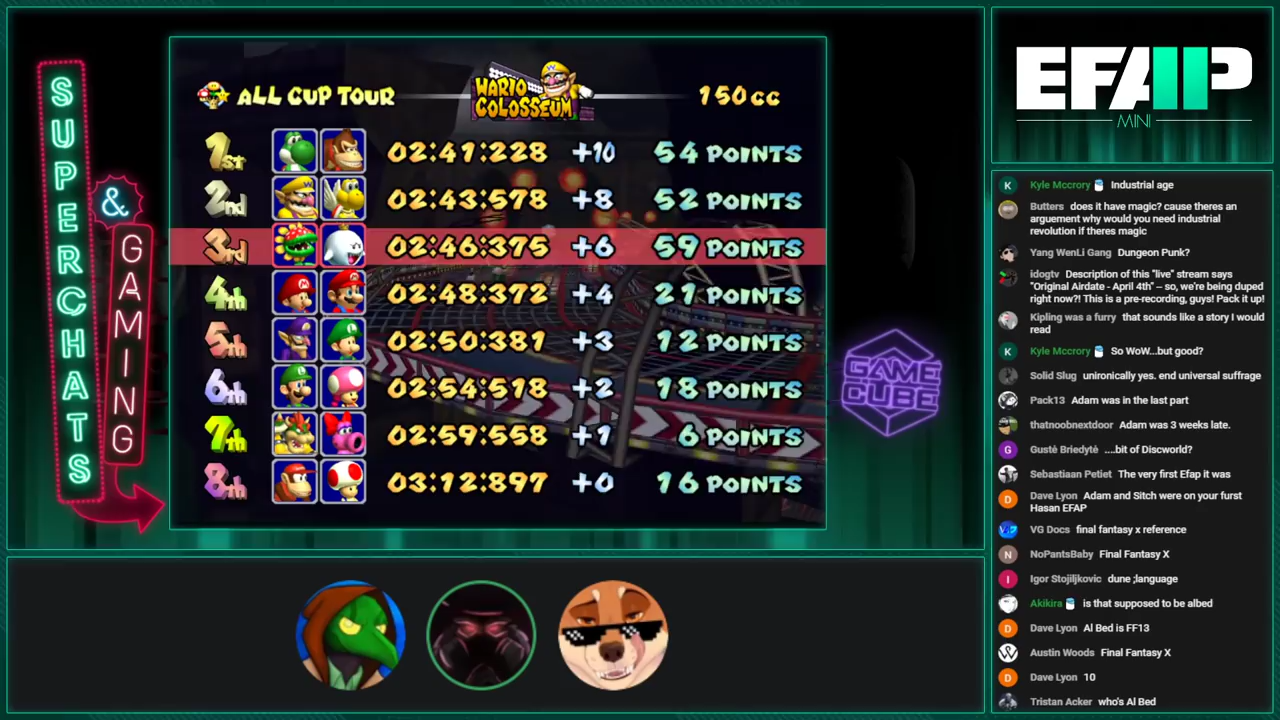 SUPERCHATS
&
GAMING
ALL CUP TOUR
WARIO
COLOSSEUM
150cc
1st 02:41:228 +10 54 POINTS
2nd 02:43:578 +8 52 POINTS
3rd 02:46:375 +6 59 POINTS
4th 02:48:372 +4 21 POINTS
5th 02:50:381 +3 12 POINTS
6th 02:54:518 +2 18 POINTS
7th 02:59:558 +1 6 POINTS
8th 03:12:897 +0 16 POINTS
GAME
CUBE
EFAP
MINI
K Kyle Mccrory Industrial age
Butters does it have magic? cause theres an
arguement why would you need industrial
revolution if theres magic
Yang WenLi Gang Dungeon Punk?
idogtv Description of this "live" stream says
"Original Airdate - April 4th" – so, we're being duped
right now?! This is a pre-recording, guys! Pack it up!
Kipling was a furry that sounds like a story I would
read
K Kyle Mccrory So WoW...but good?
Solid Slug unironically yes. end universal suffrage
Pack13 Adam was in the last part
thatnoobnextdoor Adam was 3 weeks late.
G Gustė Briedytė ....bit of Discworld?
Sebastiaan Petiet The very first Efap it was
D Dave Lyon Adam and Sitch were on your furst
Hasan EFAP
VG Docs final fantasy x reference
N NoPantsBaby Final Fantasy X
I Igor Stojiljkovic dune ;language
Akikira is that supposed to be albed
D Dave Lyon Al Bed is FF13
Austin Woods Final Fantasy X
D Dave Lyon 10
Tristan Acker who's Al Bed